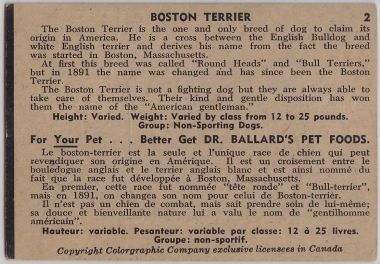 BOSTON TERRIER 2
The Boston Terrier is the one and only breed of dog to claim its
origin in America. He is a cross between the English Bulldog and
white English terrier and derives his name from the fact the breed
was started in Boston, Massachusetts.
At first this breed was called "Round Heads" and "Bull Terriers,"
but in 1891 the name was changed and has since been the Boston
Terrier.
The Boston Terrier is not a fighting dog but they are always able to
take care of themselves. Their kind and gentle disposition has won
them the name of the "American gentleman."
Height: Varied. Weight: Varied by class from 12 to 25 pounds.
Group: Non-Sporting Dogs.
For Your Pet . . . Better Get DR. BALLARD'S PET FOODS.
Le boston-terrier est la seule et l'unique race de chien qui peut
revendiquer son origine en Amérique. Il est un croisement entre le
bouledogue anglais et le terrier anglais blanc et est ainsi nommé du
fait que la race fut développée à Boston, Massachusetts.
En premier, cette race fut nommée "tête ronde" et "Bull-terrier",
mais en 1891, on changea son nom pour celui de Boston-terrier.
Il n'est pas un chien de combat, mais sait prendre soin de lui-même;
sa douce et bienveillante nature lui a valu le nom de "gentilhomme
américain".
Hauteur: variable. Pesanteur: variable par classe: 12 à 25 livres.
Groupe: non-sportif.
Copyright Colorgraphic Company exclusive licensees in Canada